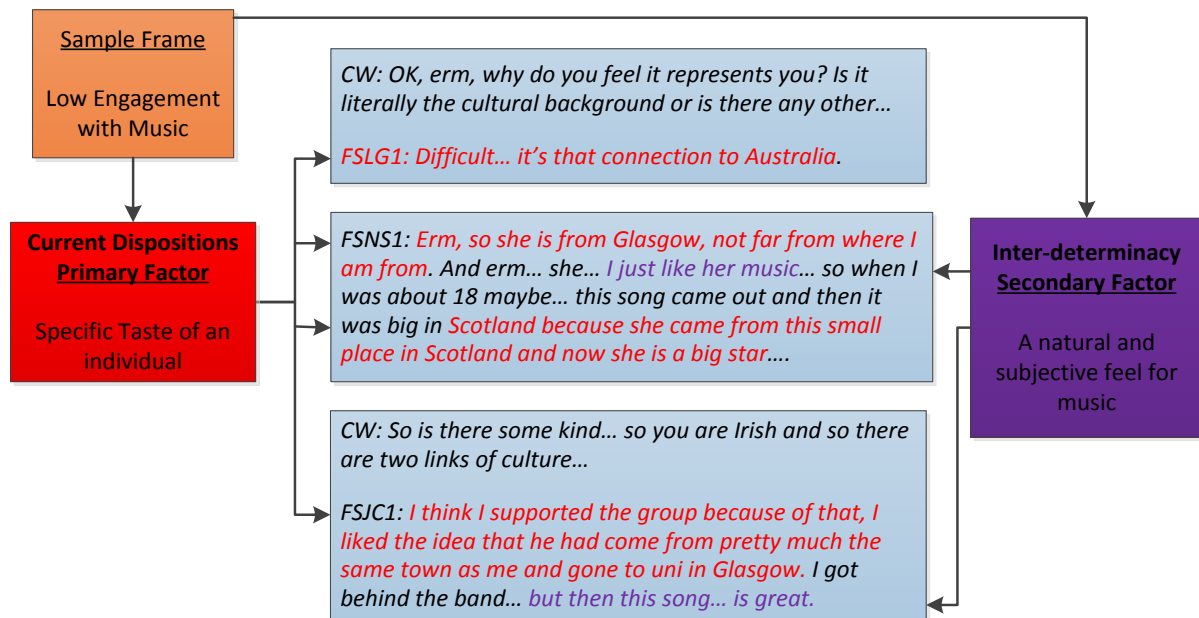 Sample Frame
Low Engagement
with Music
Current Dispositions
Primary Factor
Specific Taste of an
individual
CW: OK, erm, why do you feel it represents you? Is it
literally the cultural background or is there any other…
FSLG1: Difficult… it’s that connection to Australia.
FSNS1: Erm, so she is from Glasgow, not far from where I
am from. And erm… she… I just like her music… so when I
was about 18 maybe… this song came out and then it
was big in Scotland because she came from this small
place in Scotland and now she is a big star….
CW: So is there some kind… so you are Irish and so there
are two links of culture…
FSJC1: I think I supported the group because of that, I
liked the idea that he had come from pretty much the
same town as me and gone to uni in Glasgow. I got
behind the band… but then this song… is great.
Inter-determinacy
Secondary Factor
A natural and
subjective feel for
music